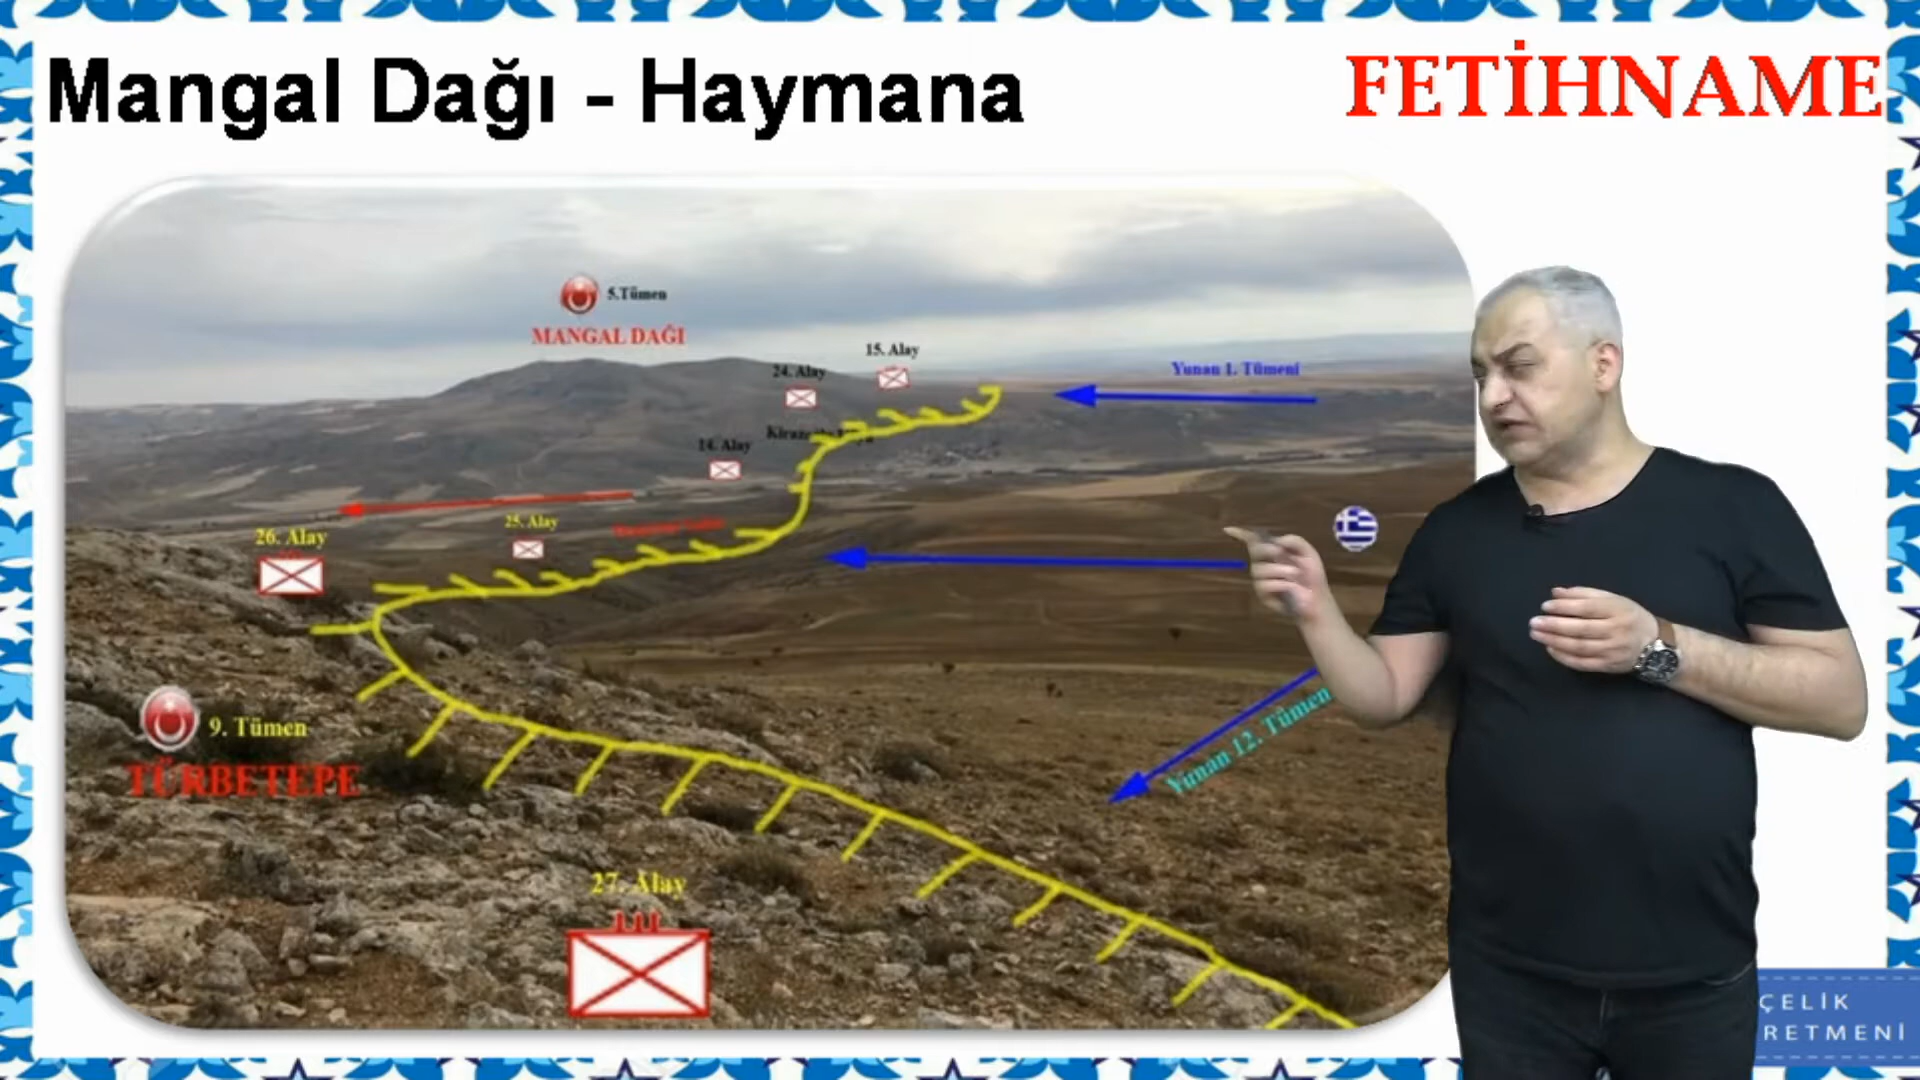 Mangal Dağı - Haymana
FETİHNAME
5.Tümen
MANGAL DAĞI
15. Alay
24. Alay
Yunan 1. Tümeni
14. Alay
25. Alay
26. Alay
9. Tümen
TÜRBETEPE
Yunan 12. Tümen
27. Alay
ÇELİK
RETMENİ